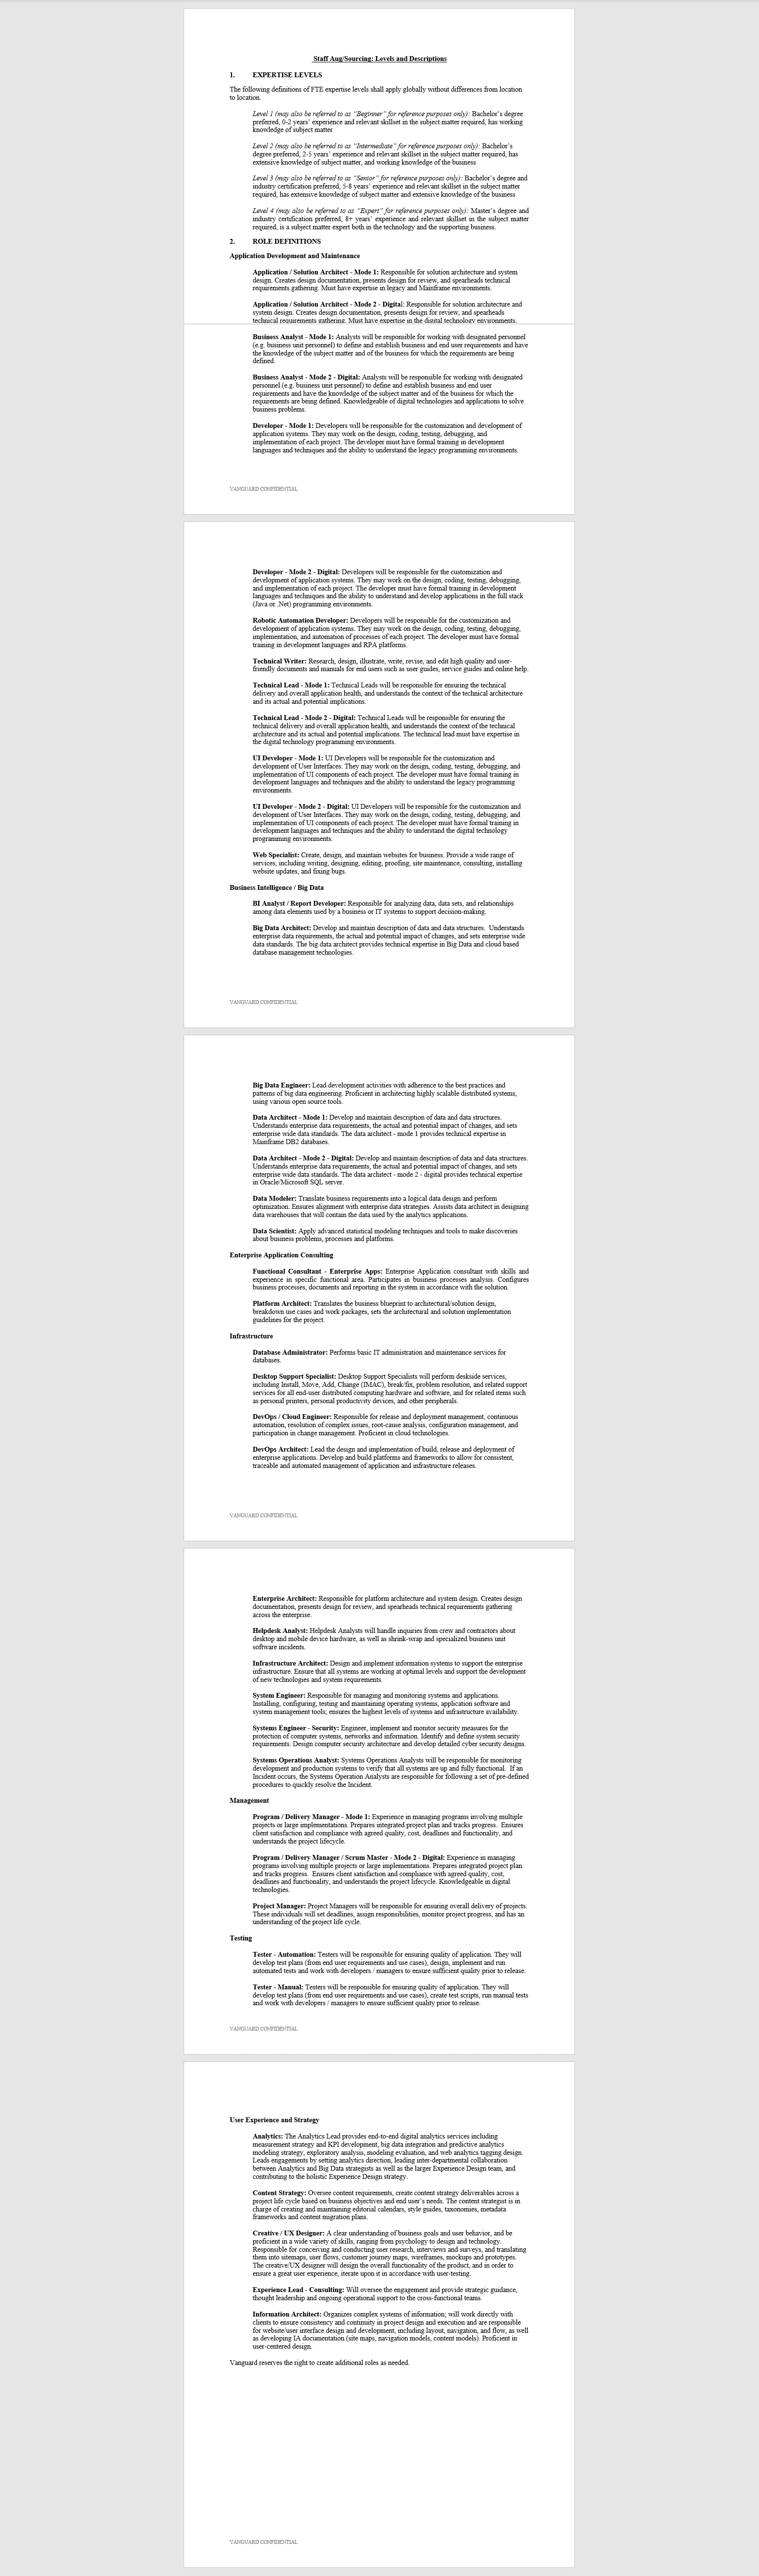 Staff Aug/Sourcing: Levels and Descriptions
1. EXPERTISE LEVELS
The following definitions of FTE expertise levels shall apply globally without differences from location
to location.
Level 1 (may also be referred to as "Beginner" for reference purposes only): Bachelor's degree
preferred, 0-2 years' experience and relevant skillset in the subject matter required, has working
knowledge of subject matter
Level 2 (may also be referred to as "Intermediate" for reference purposes only): Bachelor's
degree preferred, 2-5 years' experience and relevant skillset in the subject matter required, has
extensive knowledge of subject matter, and working knowledge of the business
Level 3 (may also be referred to as "Senior" for reference purposes only): Bachelor's degree and
industry certification preferred, 5-8 years' experience and relevant skillset in the subject matter
required, has extensive knowledge of subject matter and extensive knowledge of the business
Level 4 (may also be referred to as "Expert" for reference purposes only): Master's degree and
industry certification preferred, 8+ years' experience and relevant skillset in the subject matter
required, is a subject matter expert both in the technology and the supporting business.
2. ROLE DEFINITIONS
Application Development and Maintenance
Application / Solution Architect - Mode 1: Responsible for solution architecture and system
design. Creates design documentation, presents design for review, and spearheads technical
requirements gathering. Must have expertise in legacy and Mainframe environments.
Application / Solution Architect - Mode 2 - Digital: Responsible for solution architecture and
system design. Creates design documentation, presents design for review, and spearheads
technical requirements gathering. Must have expertise in the digital technology environments.
Business Analyst - Mode 1: Analysts will be responsible for working with designated personnel
(e.g. business unit personnel) to define and establish business and end user requirements and have
the knowledge of the subject matter and of the business for which the requirements are being
defined.
Business Analyst - Mode 2 - Digital: Analysts will be responsible for working with designated
personnel (e.g. business unit personnel) to define and establish business and end user
requirements and have the knowledge of the subject matter and of the business for which the
requirements are being defined. Knowledgeable of digital technologies and applications to solve
business problems.
Developer - Mode 1: Developers will be responsible for the customization and development of
application systems. They may work on the design, coding, testing, debugging, and
implementation of each project. The developer must have formal training in development
languages and techniques and the ability to understand the legacy programming environments.
VANGUARD CONFIDENTIAL
Developer - Mode 2 - Digital: Developers will be responsible for the customization and
development of application systems. They may work on the design, coding, testing, debugging,
and implementation of each project. The developer must have formal training in development
languages and techniques and the ability to understand and develop applications in the full stack
(Java or .Net) programming environments.
Robotic Automation Developer: Developers will be responsible for the customization and
development of application systems. They may work on the design, coding, testing, debugging,
implementation, and automation of processes of each project. The developer must have formal
training in development languages and RPA platforms.
Technical Writer: Research, design, illustrate, write, revise, and edit high quality and user-
friendly documents and manuals for end users such as user guides, service guides and online help.
Technical Lead - Mode 1: Technical Leads will be responsible for ensuring the technical
delivery and overall application health, and understands the context of the technical architecture
and its actual and potential implications.
Technical Lead - Mode 2 - Digital: Technical Leads will be responsible for ensuring the
technical delivery and overall application health, and understands the context of the technical
architecture and its actual and potential implications. The technical lead must have expertise in
the digital technology programming environments.
UI Developer - Mode 1: UI Developers will be responsible for the customization and
development of User Interfaces. They may work on the design, coding, testing, debugging, and
implementation of UI components of each project. The developer must have formal training in
development languages and techniques and the ability to understand the legacy programming
environments.
UI Developer - Mode 2 - Digital: UI Developers will be responsible for the customization and
development of User Interfaces. They may work on the design, coding, testing, debugging, and
implementation of UI components of each project. The developer must have formal training in
development languages and techniques and the ability to understand the digital technology
programming environments.
Web Specialist: Create, design, and maintain websites for business. Provide a wide range of
services, including writing, designing, editing, proofing, site maintenance, consulting, installing
website updates, and fixing bugs.
Business Intelligence / Big Data
BI Analyst / Report Developer: Responsible for analyzing data, data sets, and relationships
among data elements used by a business or IT systems to support decision-making.
Big Data Architect: Develop and maintain description of data and data structures. Understands
enterprise data requirements, the actual and potential impact of changes, and sets enterprise wide
data standards. The big data architect provides technical expertise in Big Data and cloud based
database management technologies.
VANGUARD CONFIDENTIAL
Big Data Engineer: Lead development activities with adherence to the best practices and
patterns of big data engineering. Proficient in architecting highly scalable distributed systems,
using various open source tools.
Data Architect - Mode 1: Develop and maintain description of data and data structures.
Understands enterprise data requirements, the actual and potential impact of changes, and sets
enterprise wide data standards. The data architect - mode 1 provides technical expertise in
Mainframe DB2 databases.
Data Architect - Mode 2 - Digital: Develop and maintain description of data and data structures.
Understands enterprise data requirements, the actual and potential impact of changes, and sets
enterprise wide data standards. The data architect - mode 2 - digital provides technical expertise
in Oracle/Microsoft SQL server.
Data Modeler: Translate business requirements into a logical data design and perform
optimization. Ensures alignment with enterprise data strategies. Assists data architect in designing
data warehouses that will contain the data used by the analytics applications.
Data Scientist: Apply advanced statistical modeling techniques and tools to make discoveries
about business problems, processes and platforms.
Enterprise Application Consulting
Functional Consultant - Enterprise Apps: Enterprise Application consultant with skills and
experience in specific functional area. Participates in business processes analysis. Configures
business processes, documents and reporting in the system in accordance with the solution.
Platform Architect: Translates the business blueprint to architectural/solution design,
breakdown use cases and work packages, sets the architectural and solution implementation
guidelines for the project.
Infrastructure
Database Administrator: Performs basic IT administration and maintenance services for
databases.
Desktop Support Specialist: Desktop Support Specialists will perform deskside services,
including Install, Move, Add, Change (IMAC), break/fix, problem resolution, and related support
services for all end-user distributed computing hardware and software, and for related items such
as personal printers, personal productivity devices, and other peripherals.
DevOps / Cloud Engineer: Responsible for release and deployment management, continuous
automation, resolution of complex issues, root-cause analysis, configuration management, and
participation in change management. Proficient in cloud technologies.
DevOps Architect: Lead the design and implementation of build, release and deployment of
enterprise applications. Develop and build platforms and frameworks to allow for consistent,
traceable and automated management of application and infrastructure releases.
VANGUARD CONFIDENTIAL
Enterprise Architect: Responsible for platform architecture and system design. Creates design
documentation, presents design for review, and spearheads technical requirements gathering
across the enterprise.
Helpdesk Analyst: Helpdesk Analysts will handle inquiries from crew and contractors about
desktop and mobile device hardware, as well as shrink-wrap and specialized business unit
software incidents.
Infrastructure Architect: Design and implement information systems to support the enterprise
infrastructure. Ensure that all systems are working at optimal levels and support the development
of new technologies and system requirements.
System Engineer: Responsible for managing and monitoring systems and applications.
Installing, configuring, testing and maintaining operating systems, application software and
system management tools; ensures the highest levels of systems and infrastructure availability.
Systems Engineer - Security: Engineer, implement and monitor security measures for the
protection of computer systems, networks and information. Identify and define system security
requirements. Design computer security architecture and develop detailed cyber security designs.
Systems Operations Analyst: Systems Operations Analysts will be responsible for monitoring
development and production systems to verify that all systems are up and fully functional. If an
Incident occurs, the Systems Operation Analysts are responsible for following a set of pre-defined
procedures to quickly resolve the Incident.
Management
Program / Delivery Manager - Mode 1: Experience in managing programs involving multiple
projects or large implementations. Prepares integrated project plan and tracks progress. Ensures
client satisfaction and compliance with agreed quality, cost, deadlines and functionality, and
understands the project lifecycle.
Program / Delivery Manager / Scrum Master - Mode 2 - Digital: Experience in managing
programs involving multiple projects or large implementations. Prepares integrated project plan
and tracks progress. Ensures client satisfaction and compliance with agreed quality, cost,
deadlines and functionality, and understands the project lifecycle. Knowledgeable in digital
technologies.
Project Manager: Project Managers will be responsible for ensuring overall delivery of projects.
These individuals will set deadlines, assign responsibilities, monitor project progress, and has an
understanding of the project life cycle.
Testing
Tester - Automation: Testers will be responsible for ensuring quality of application. They will
develop test plans (from end user requirements and use cases), design, implement and run
automated tests and work with developers / managers to ensure sufficient quality prior to release.
Tester - Manual: Testers will be responsible for ensuring quality of application. They will
develop test plans (from end user requirements and use cases), create test scripts, run manual tests
and work with developers / managers to ensure sufficient quality prior to release.
VANGUARD CONFIDENTIAL
User Experience and Strategy
Analytics: The Analytics Lead provides end-to-end digital analytics services including
measurement strategy and KPI development, big data integration and predictive analytics
modeling strategy, exploratory analysis, modeling evaluation, and web analytics tagging design.
Leads engagements by setting analytics direction, leading inter-departmental collaboration
between Analytics and Big Data strategists as well as the larger Experience Design team, and
contributing to the holistic Experience Design strategy.
Content Strategy: Oversee content requirements, create content strategy deliverables across a
project life cycle based on business objectives and end user's needs. The content strategist is in
charge of creating and maintaining editorial calendars, style guides, taxonomies, metadata
frameworks and content migration plans.
Creative / UX Designer: A clear understanding of business goals and user behavior, and be
proficient in a wide variety of skills, ranging from psychology to design and technology.
Responsible for conceiving and conducting user research, interviews and surveys, and translating
them into sitemaps, user flows, customer journey maps, wireframes, mockups and prototypes.
The creative/UX designer will design the overall functionality of the product, and in order to
ensure a great user experience, iterate upon it in accordance with user-testing.
Experience Lead - Consulting: Will oversee the engagement and provide strategic guidance,
thought leadership and ongoing operational support to the cross-functional teams.
Information Architect: Organizes complex systems of information; will work directly with
clients to ensure consistency and continuity in project design and execution and are responsible
for website/user interface design and development, including layout, navigation, and flow, as well
as developing IA documentation (site maps, navigation models, content models). Proficient in
user-centered design.
Vanguard reserves the right to create additional roles as needed.
VANGUARD CONFIDENTIAL